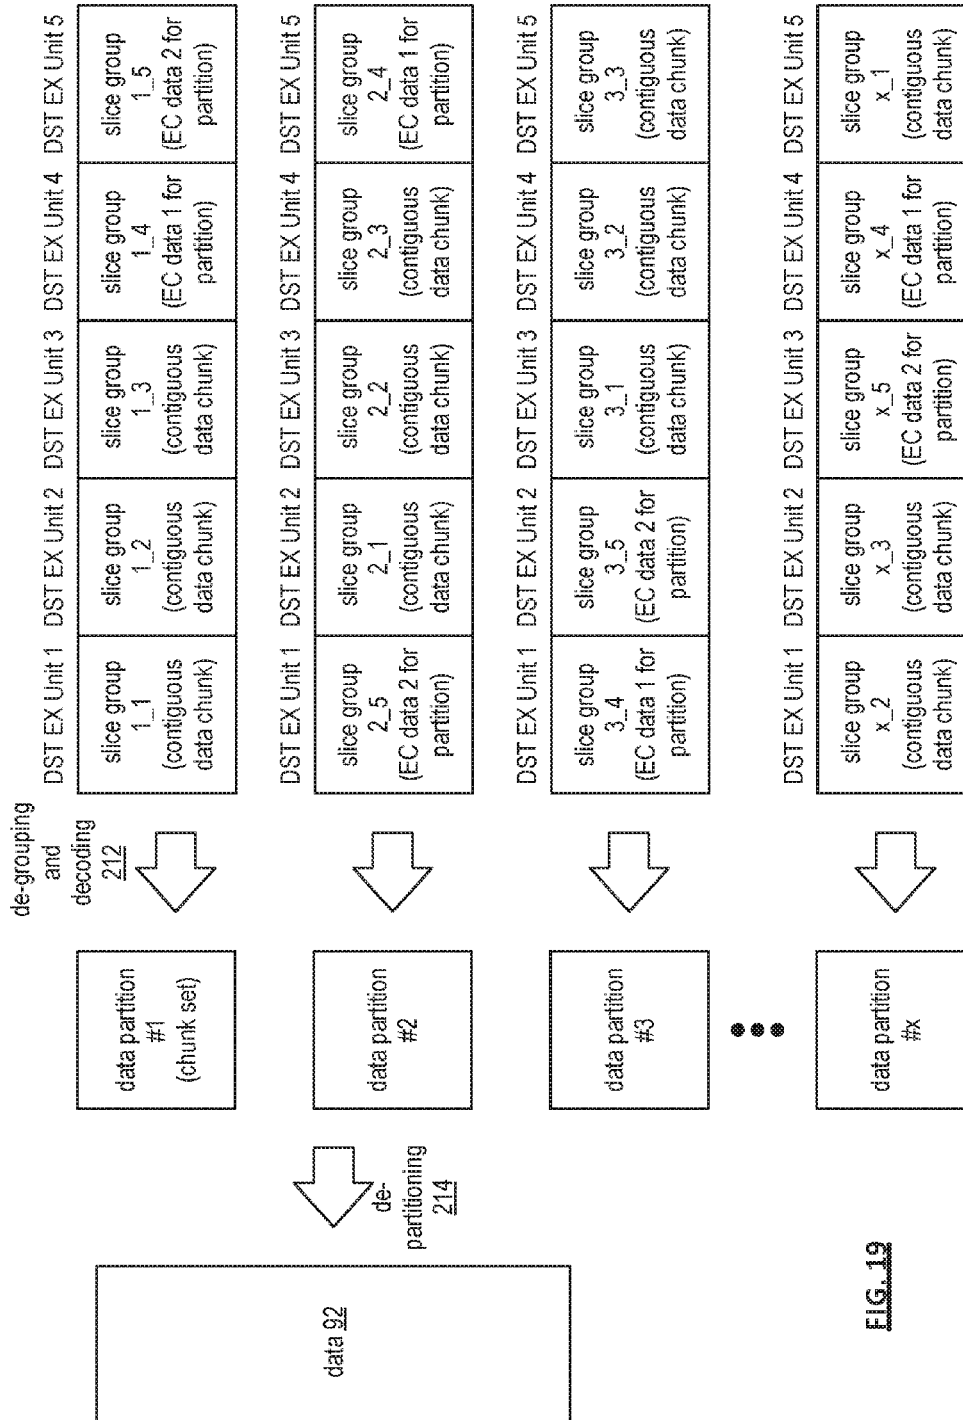 de-grouping
and
decoding
212
DST EX Unit 1
DST EX Unit 2
DST EX Unit 3
DST EX Unit 4
DST EX Unit 5
data partition
#1
(chunk set)
slice group
1_1
(contiguous
data chunk)
slice group
1_2
(contiguous
data chunk)
slice group
1_3
(contiguous
data chunk)
slice group
1_4
(EC data 1 for
partition)
slice group
1_5
(EC data 2 for
partition)
DST EX Unit 1
DST EX Unit 2
DST EX Unit 3
DST EX Unit 4
DST EX Unit 5
data 92
de-
partitioning
214
data partition
#2
slice group
2_5
(EC data 2 for
partition)
slice group
2_1
(contiguous
data chunk)
slice group
2_2
(contiguous
data chunk)
slice group
2_3
(contiguous
data chunk)
slice group
2_4
(EC data 1 for
partition)
DST EX Unit 1
DST EX Unit 2
DST EX Unit 3
DST EX Unit 4
DST EX Unit 5
data partition
#3
slice group
3_4
(EC data 1 for
partition)
slice group
3_5
(EC data 2 for
partition)
slice group
3_1
(contiguous
data chunk)
slice group
3_2
(contiguous
data chunk)
slice group
3_3
(contiguous
data chunk)
DST EX Unit 1
DST EX Unit 2
DST EX Unit 3
DST EX Unit 4
DST EX Unit 5
data partition
#x
slice group
x_2
(contiguous
data chunk)
slice group
x_3
(contiguous
data chunk)
slice group
x_5
(EC data 2 for
partition)
slice group
x_4
(EC data 1 for
partition)
slice group
x_1
(contiguous
data chunk)
FIG. 19